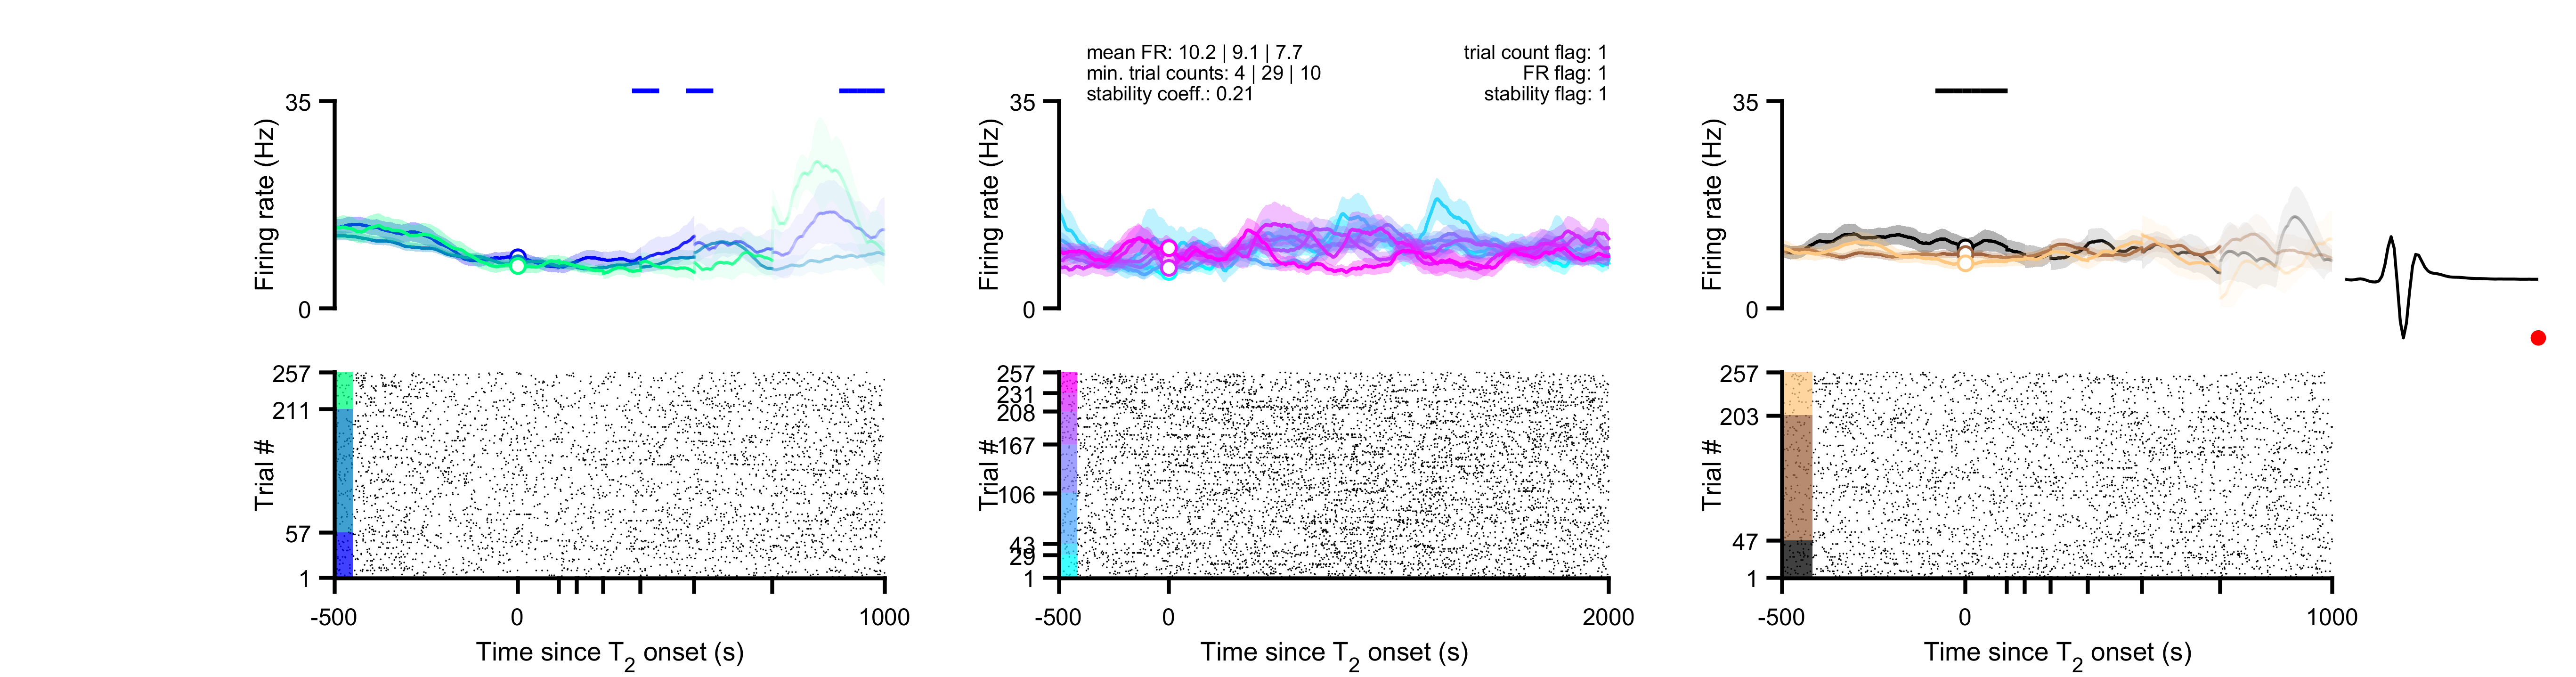 mean FR: 10.2 | 9.1 | 7.7
min. trial counts: 4 | 29 | 10
stability coeff.: 0.21
trial count flag: 1
FR flag: 1
stability flag: 1
35
Firing rate (Hz)
0
257
211
Trial #
57
1
-500
0
1000
Time since T2 onset (s)
35
Firing rate (Hz)
0
257
231
208
167
Trial #
106
43
29
1
-500
0
2000
Time since T2 onset (s)
35
Firing rate (Hz)
0
257
203
Trial #
47
1
-500
0
1000
Time since T2 onset (s)